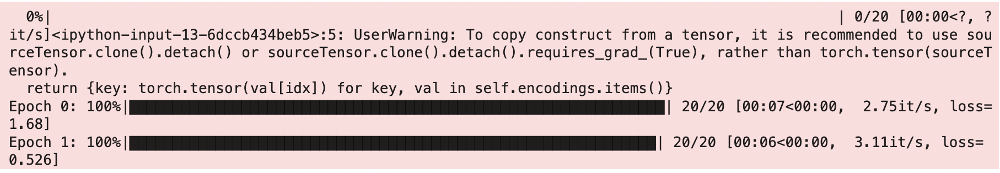 0%|                                                                                          | 0/20 [00:00<?, ?
it/s]<ipython-input-13-6dccb434beb5>:5: UserWarning: To copy construct from a tensor, it is recommended to use sou
rceTensor.clone().detach() or sourceTensor.clone().detach().requires_grad_(True), rather than torch.tensor(sourceT
ensor).
  return {key: torch.tensor(val[idx]) for key, val in self.encodings.items()}
Epoch 0: 100%|██████████████████████████████████████████████████████████████| 20/20 [00:07<00:00,  2.75it/s, loss=
1.68]
Epoch 1: 100%|█████████████████████████████████████████████████████████████| 20/20 [00:06<00:00,  3.11it/s, loss=
0.526]